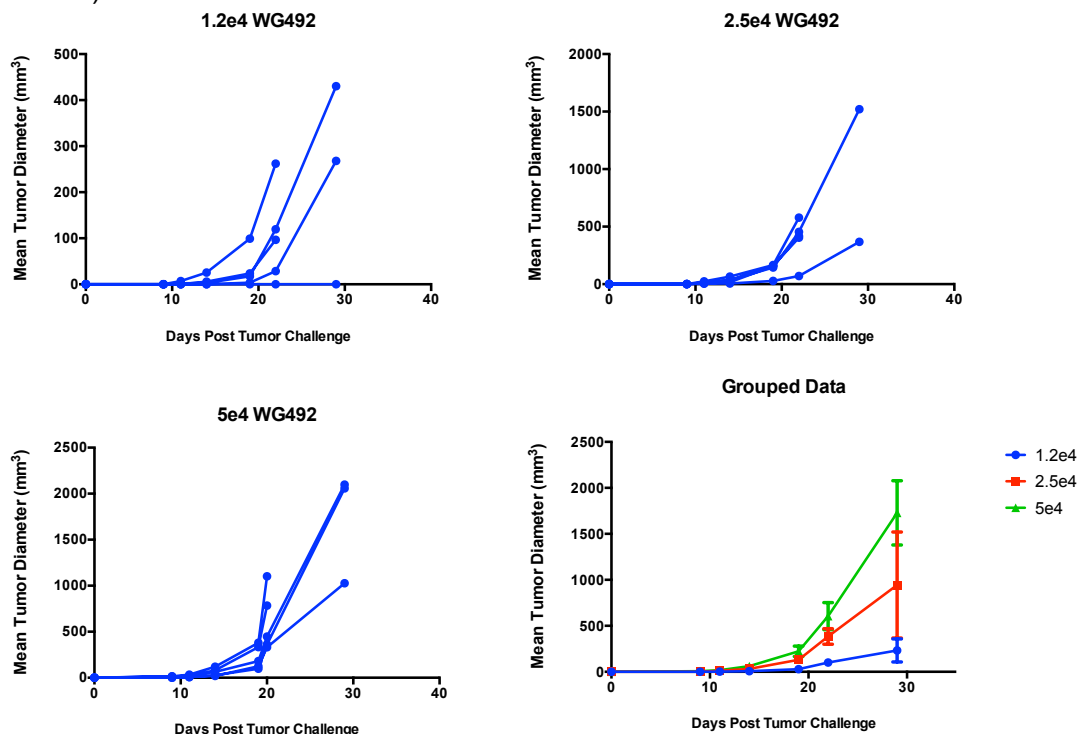 )
1.2e4 WG492
Mean Tumor Diameter (mm³)
500
400
300
200
100
0
0 10 20 30 40
Days Post Tumor Challenge
2.5e4 WG492
Mean Tumor Diameter (mm³)
2000
1500
1000
500
0
0 10 20 30 40
Days Post Tumor Challenge
5e4 WG492
Mean Tumor Diameter (mm³)
2500
2000
1500
1000
500
0
0 10 20 30 40
Days Post Tumor Challenge
Grouped Data
Mean Tumor Diameter (mm³)
2500
2000
1500
1000
500
0
0 10 20 30
Days Post Tumor Challenge
1.2e4
2.5e4
5e4